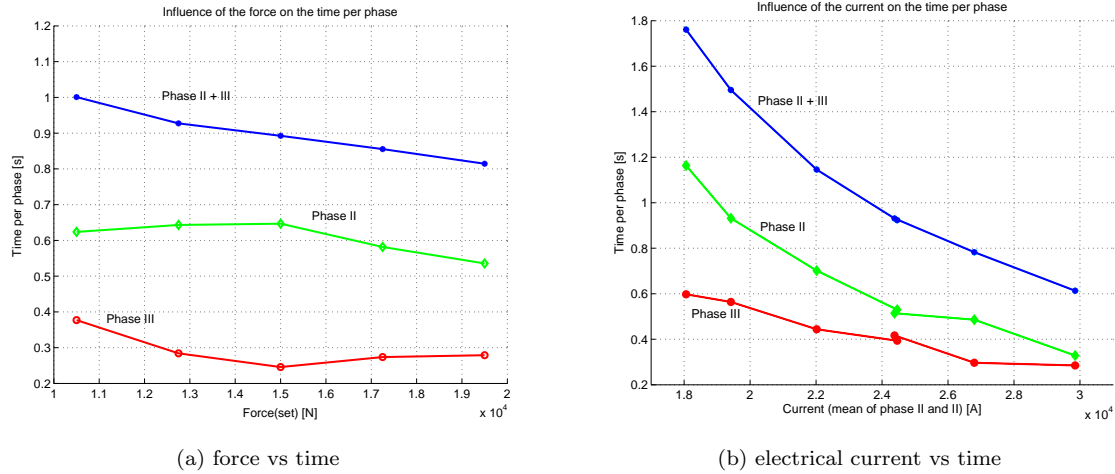 Influence of the force on the time per phase
1.2
1.1
1
0.9
0.8
0.7
0.6
0.5
0.4
0.3
0.2
Time per phase [s]
Phase II + III
Phase II
Phase III
1 1.1 1.2 1.3 1.4 1.5 1.6 1.7 1.8 1.9 2
x 10^4
Force(set) [N]
(a) force vs time
Influence of the current on the time per phase
1.8
1.6
1.4
1.2
1
0.8
0.6
0.4
0.2
Time per phase [s]
Phase II + III
Phase II
Phase III
1.8 2 2.2 2.4 2.6 2.8 3
x 10^4
Current (mean of phase II and II) [A]
(b) electrical current vs time